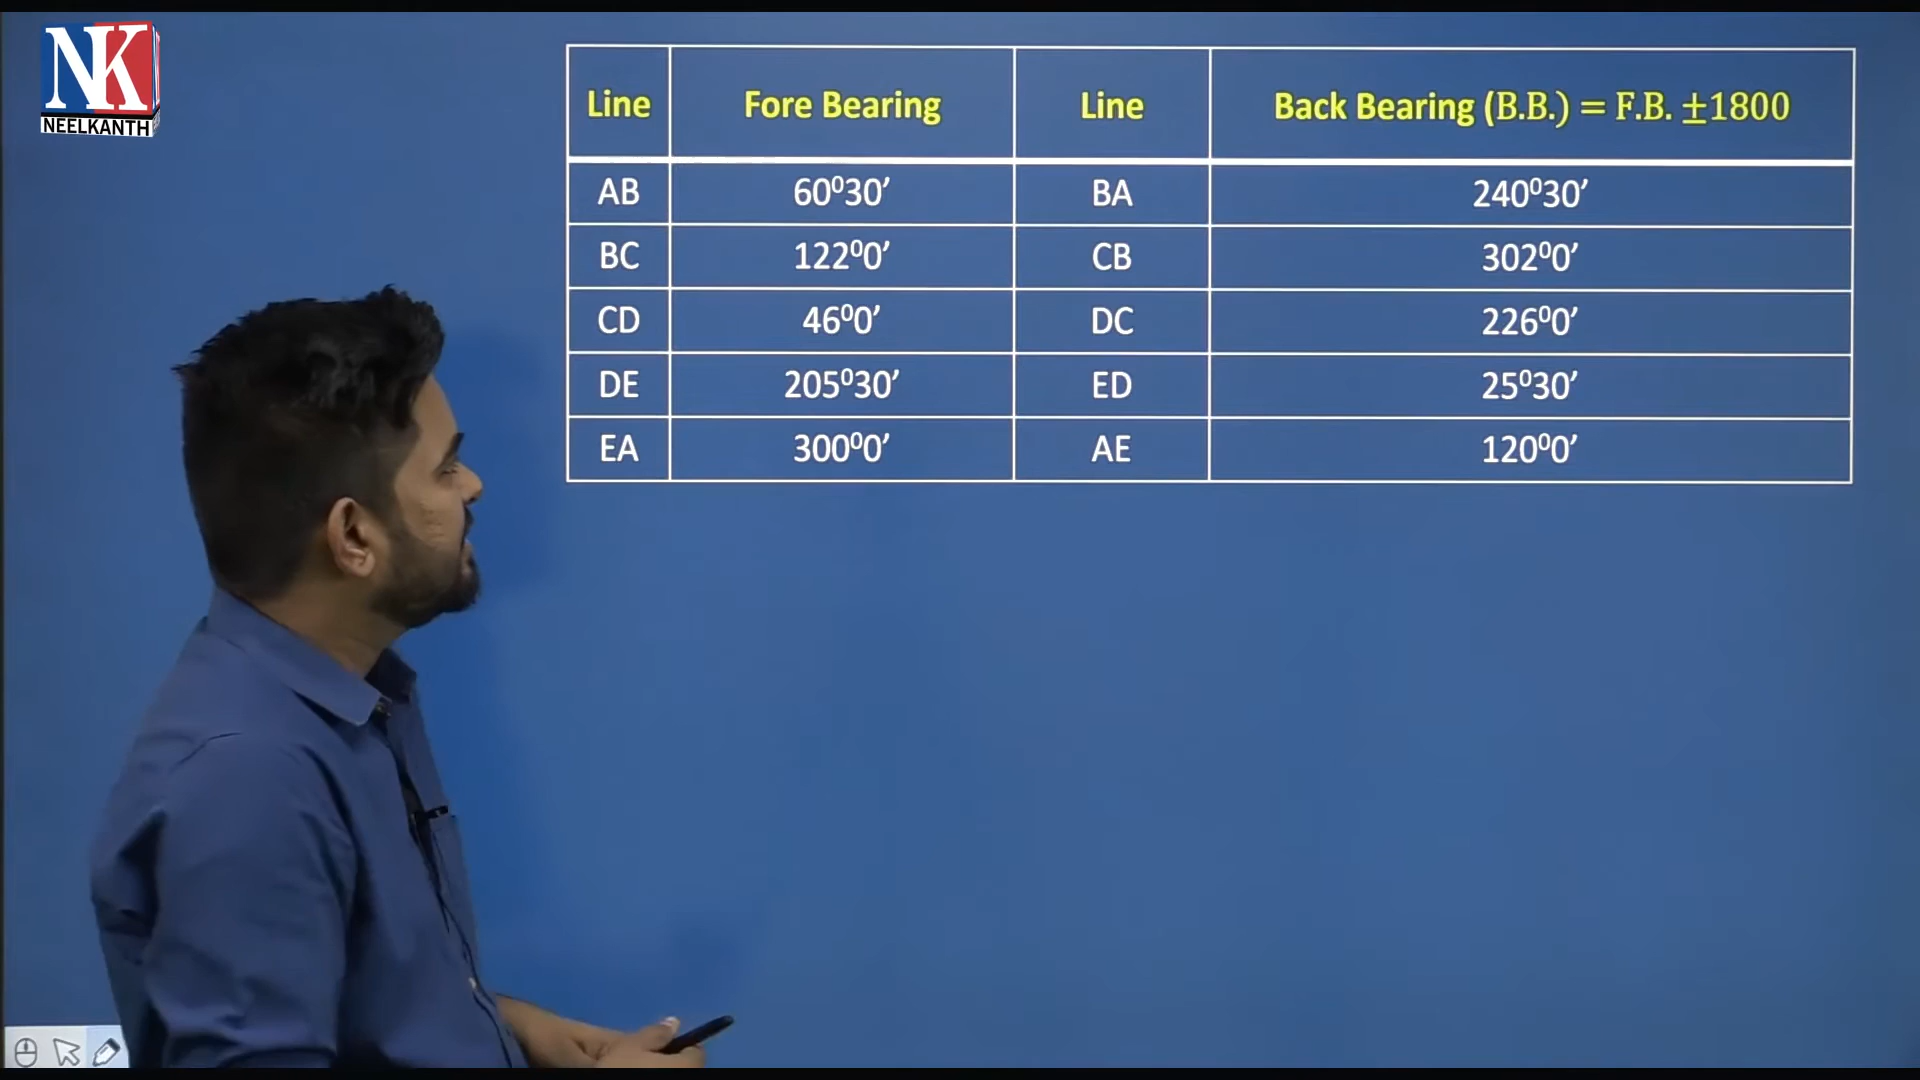 NK
NEELKANTH
Line Fore Bearing Line Back Bearing (B.B.) = F.B. ±1800
AB 60⁰30’ BA 240⁰30’
BC 122⁰0’ CB 302⁰0’
CD 46⁰0’ DC 226⁰0’
DE 205⁰30’ ED 25⁰30’
EA 300⁰0’ AE 120⁰0’